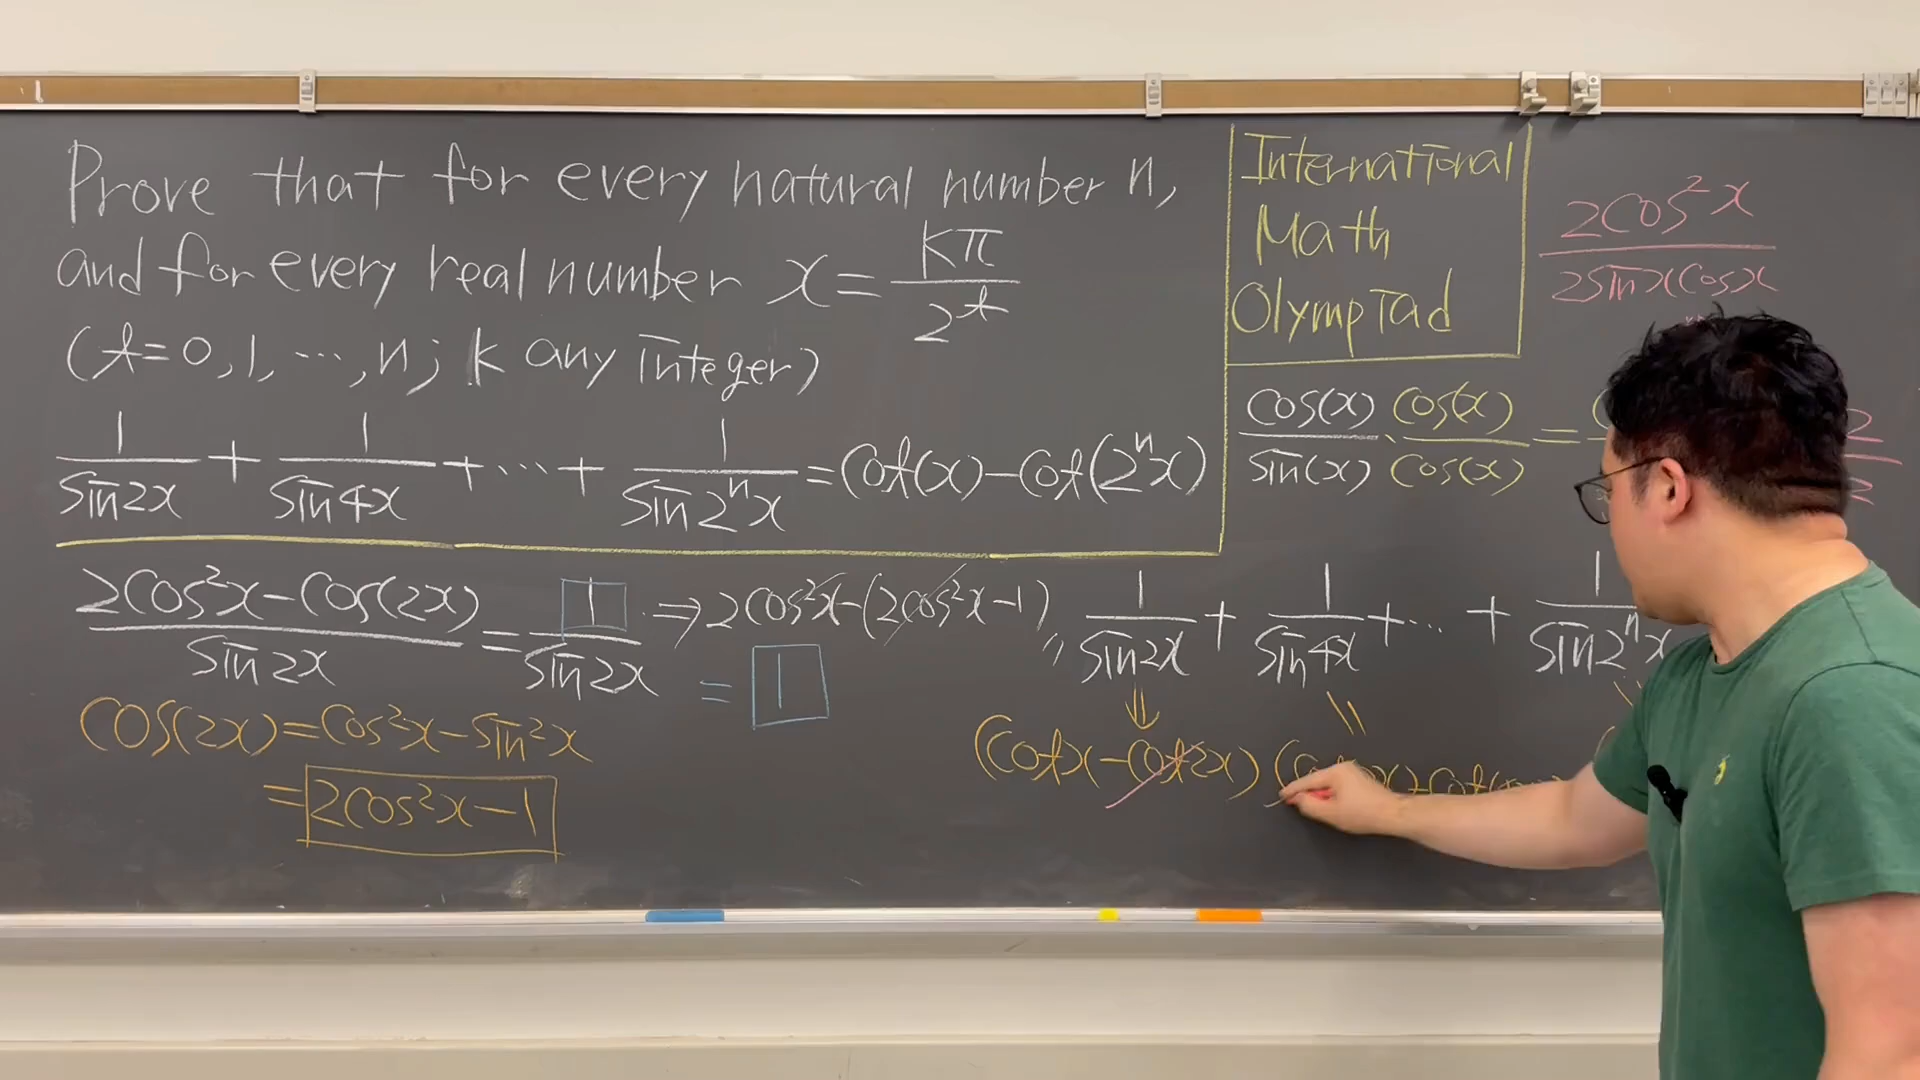 Prove that for every natural number n,
and for every real number x = kπ/2^t
(t=0,1,⋯,n; k any integer)
1/sin2x + 1/sin4x + ⋯ + 1/sin2^n x = cot(x) - cot(2^n x)
International
Math
Olympiad
2cos²x / 2sinxcosx
cos(x)/sin(x) · cos(x)/cos(x) =
(2cos²x - cos(2x))/sin2x = 1/sin2x ⇒ 2cos²x - (2cos²x - 1)
= 1
cos(2x) = cos²x - sin²x
= 2cos²x - 1
1/sin2x + 1/sin4x + ⋯ + 1/sin2^n x
(cotx - cot2x)